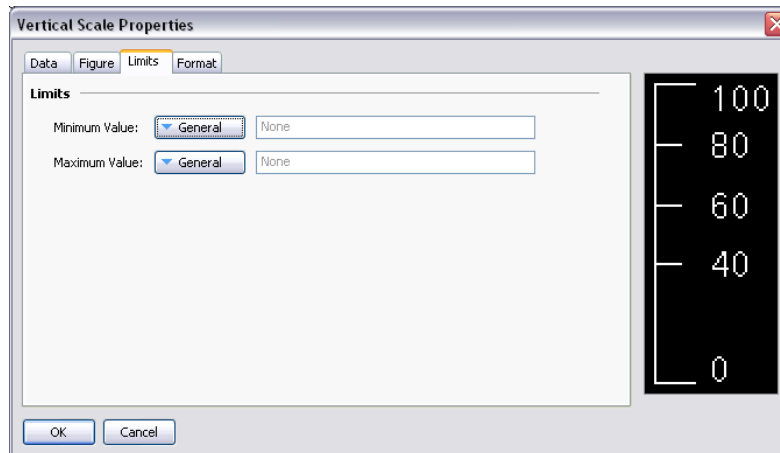 Vertical Scale Properties
Data Figure Limits Format
Limits
Minimum Value: General None
Maximum Value: General None
100
80
60
40
0
OK Cancel